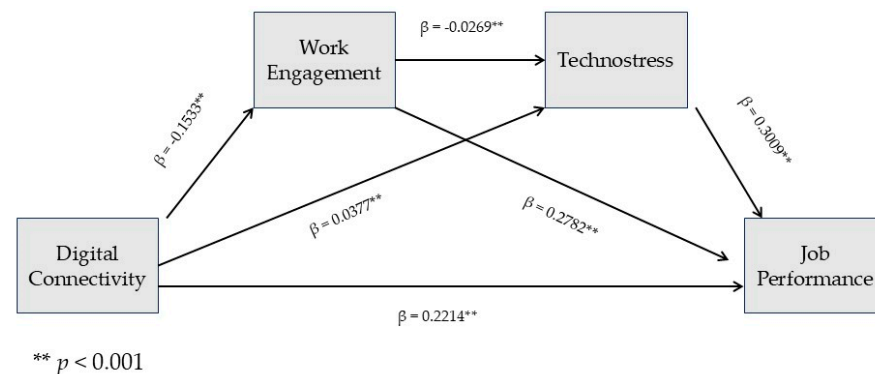 β = -0.0269**
Work
Engagement
Technostress
β = -0.1533**
β = 0.3009**
β = 0.0377**
β = 0.2782**
Digital
Connectivity
Job
Performance
β = 0.2214**
** p < 0.001